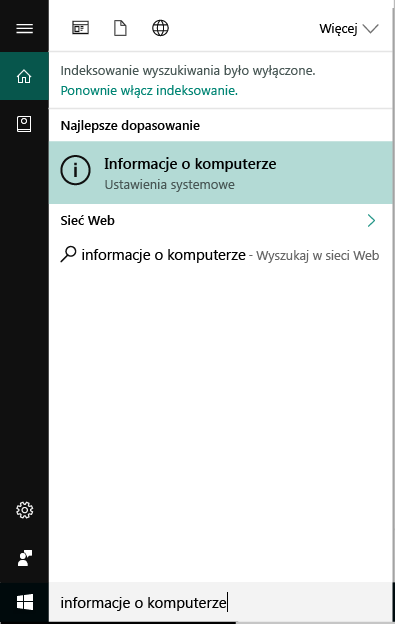 Więcej
Indeksowanie wyszukiwania było wyłączone.
Ponownie włącz indeksowanie.
Najlepsze dopasowanie
Informacje o komputerze
Ustawienia systemowe
Sieć Web
informacje o komputerze - Wyszukaj w sieci Web
informacje o komputerze